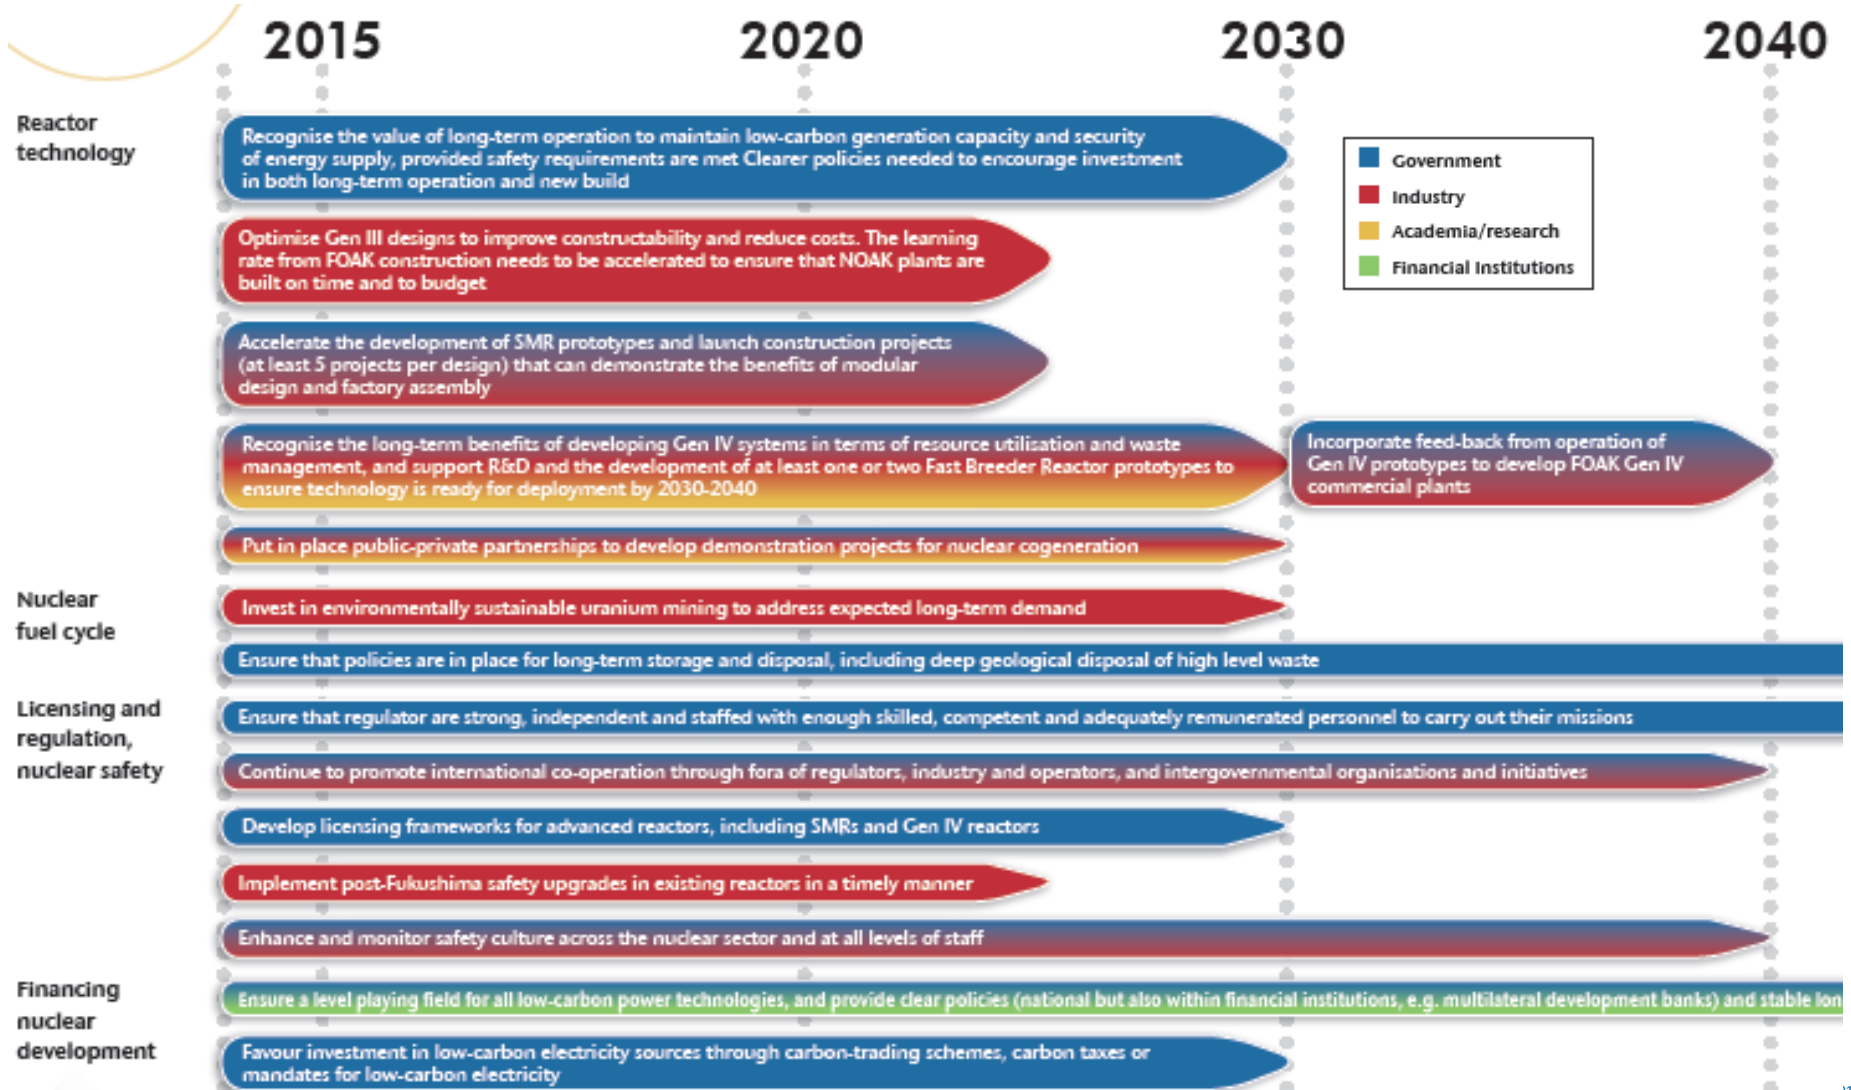 2015 2020 2030 2040
Reactor
technology
Recognise the value of long-term operation to maintain low-carbon generation capacity and security
of energy supply, provided safety requirements are met Clearer policies needed to encourage investment
in both long-term operation and new build
Government
Industry
Academia/research
Financial Institutions
Optimise Gen III designs to improve constructability and reduce costs. The learning
rate from FOAK construction needs to be accelerated to ensure that NOAK plants are
built on time and to budget
Accelerate the development of SMR prototypes and launch construction projects
(at least 5 projects per design) that can demonstrate the benefits of modular
design and factory assembly
Recognise the long-term benefits of developing Gen IV systems in terms of resource utilisation and waste
management, and support R&D and the development of at least one or two Fast Breeder Reactor prototypes to
ensure technology is ready for deployment by 2030-2040
Incorporate feed-back from operation of
Gen IV prototypes to develop FOAK Gen IV
commercial plants
Put in place public-private partnerships to develop demonstration projects for nuclear cogeneration
Nuclear
fuel cycle
Invest in environmentally sustainable uranium mining to address expected long-term demand
Ensure that policies are in place for long-term storage and disposal, including deep geological disposal of high level waste
Licensing and
regulation,
nuclear safety
Ensure that regulator are strong, independent and staffed with enough skilled, competent and adequately remunerated personnel to carry out their missions
Continue to promote international co-operation through fora of regulators, industry and operators, and intergovernmental organisations and initiatives
Develop licensing frameworks for advanced reactors, including SMRs and Gen IV reactors
Implement post-Fukushima safety upgrades in existing reactors in a timely manner
Enhance and monitor safety culture across the nuclear sector and at all levels of staff
Financing
nuclear
development
Ensure a level playing field for all low-carbon power technologies, and provide clear policies (national but also within financial institutions, e.g. multilateral development banks) and stable lon
Favour investment in low-carbon electricity sources through carbon-trading schemes, carbon taxes or
mandates for low-carbon electricity